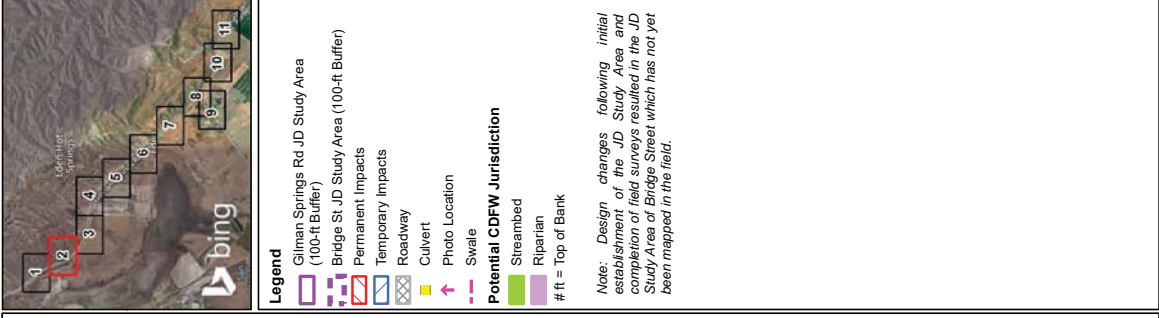 1
2
3
4
5
6
7
8
9
10
11
Eden Hot
Springs
bing
Legend
Gilman Springs Rd JD Study Area
(100-ft Buffer)
Bridge St JD Study Area (100-ft Buffer)
Permanent Impacts
Temporary Impacts
Roadway
Culvert
Photo Location
Swale
Potential CDFW Jurisdiction
Streambed
Riparian
# ft = Top of Bank
Note: Design changes following initial
establishment of the JD Study Area and
completion of field surveys resulted in the JD
Study Area of Bridge Street which has not yet
been mapped in the field.